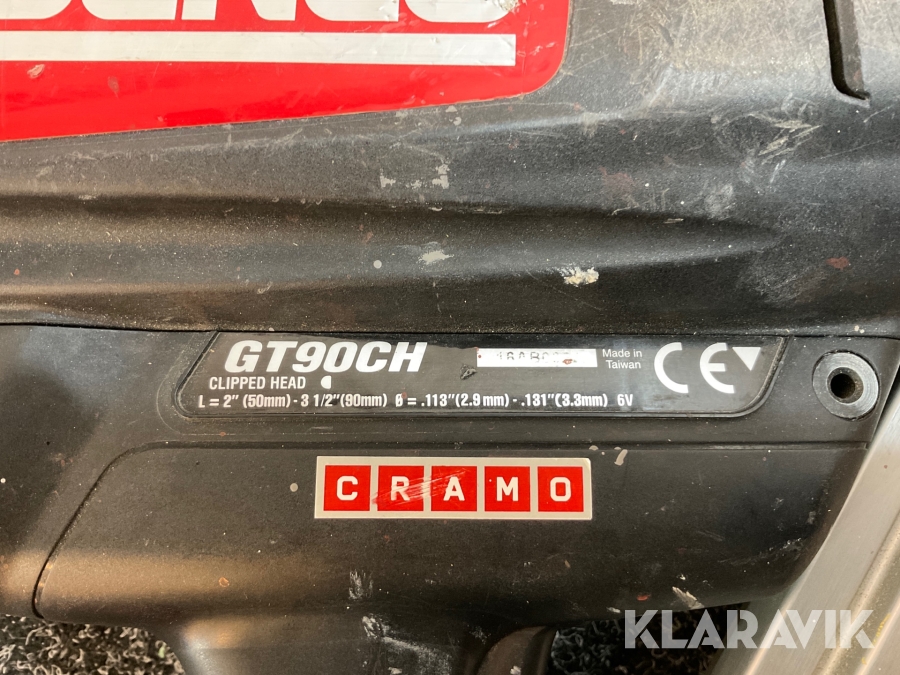 GT90CH
Made in
Taiwan
CE
CLIPPED HEAD
L = 2" (50mm) - 3 1/2"(90mm) Ø = .113"(2.9mm) - .131"(3.3mm) 6V
CRAMO
KLARAVIK